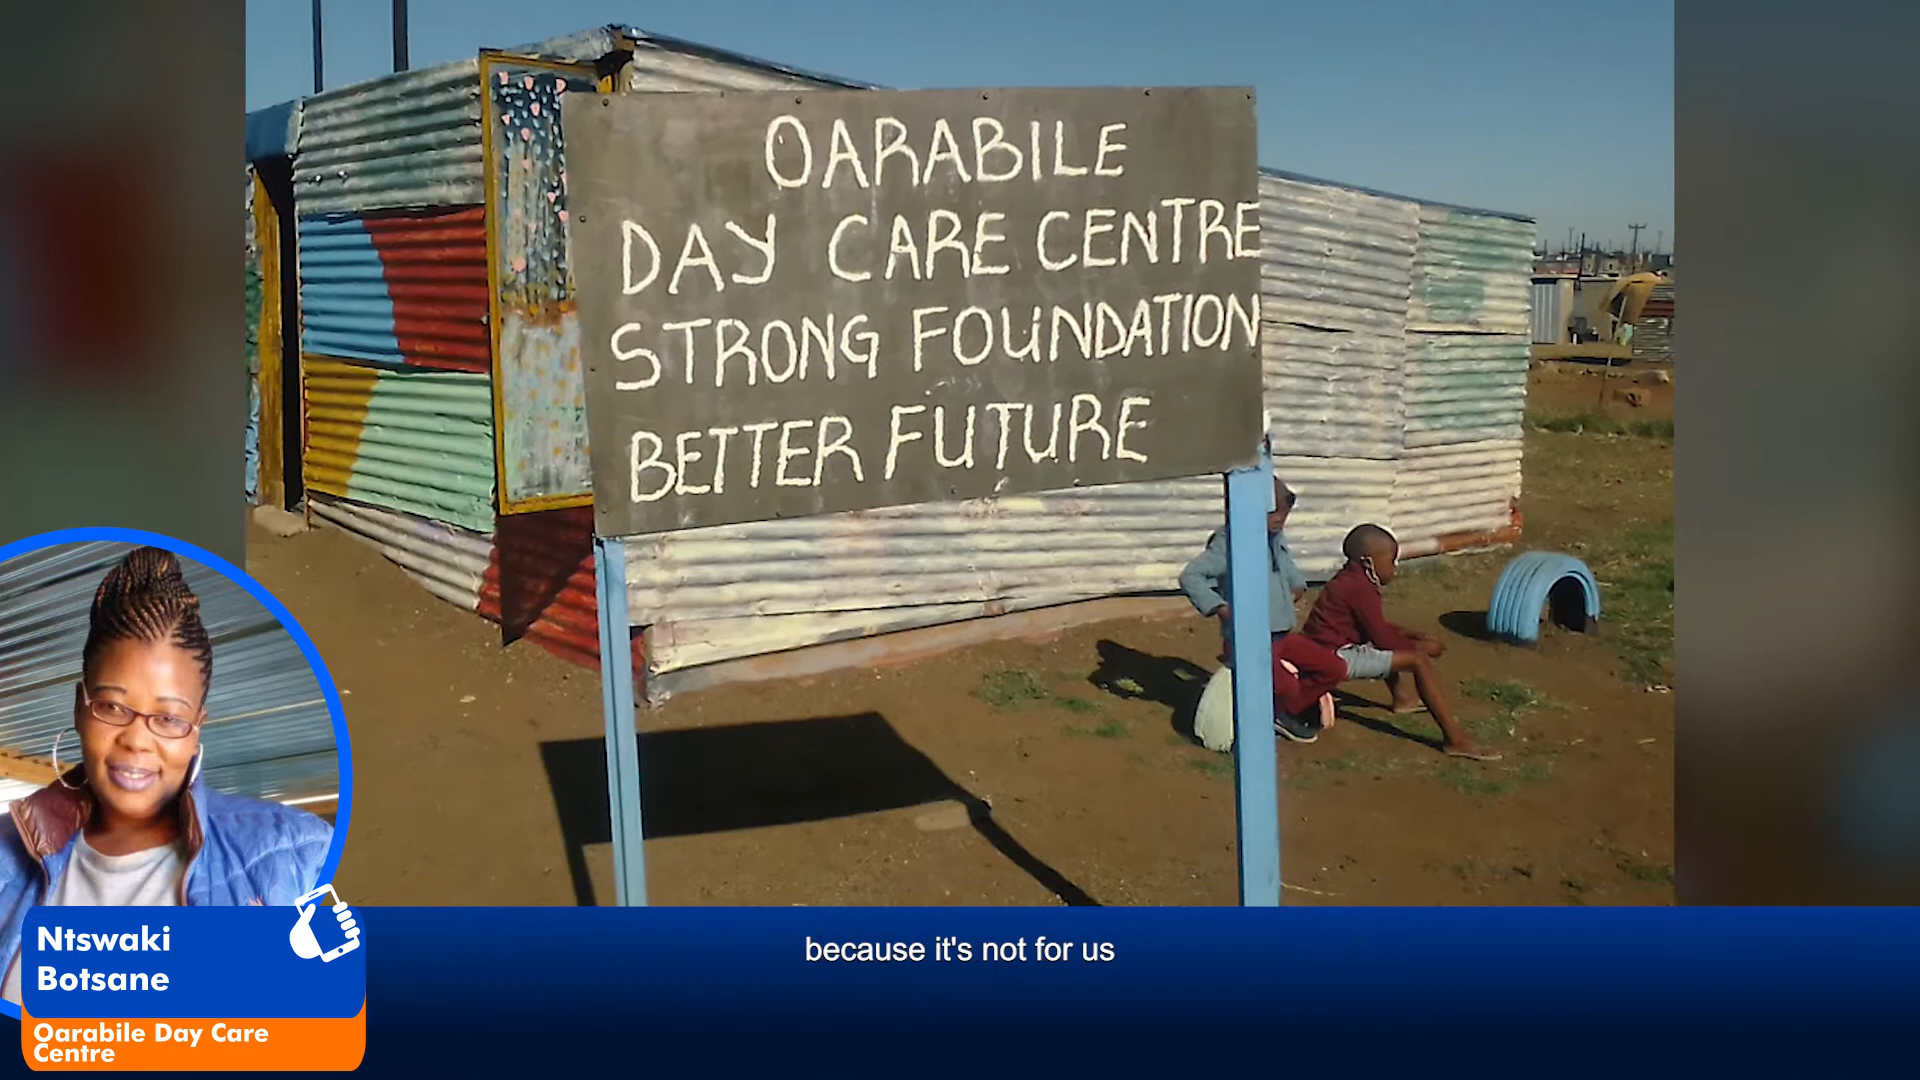 OARABILE
DAY CARE CENTRE
STRONG FOUNDATION
BETTER FUTURE
Ntswaki
Botsane
Oarabile Day Care
Centre
because it's not for us